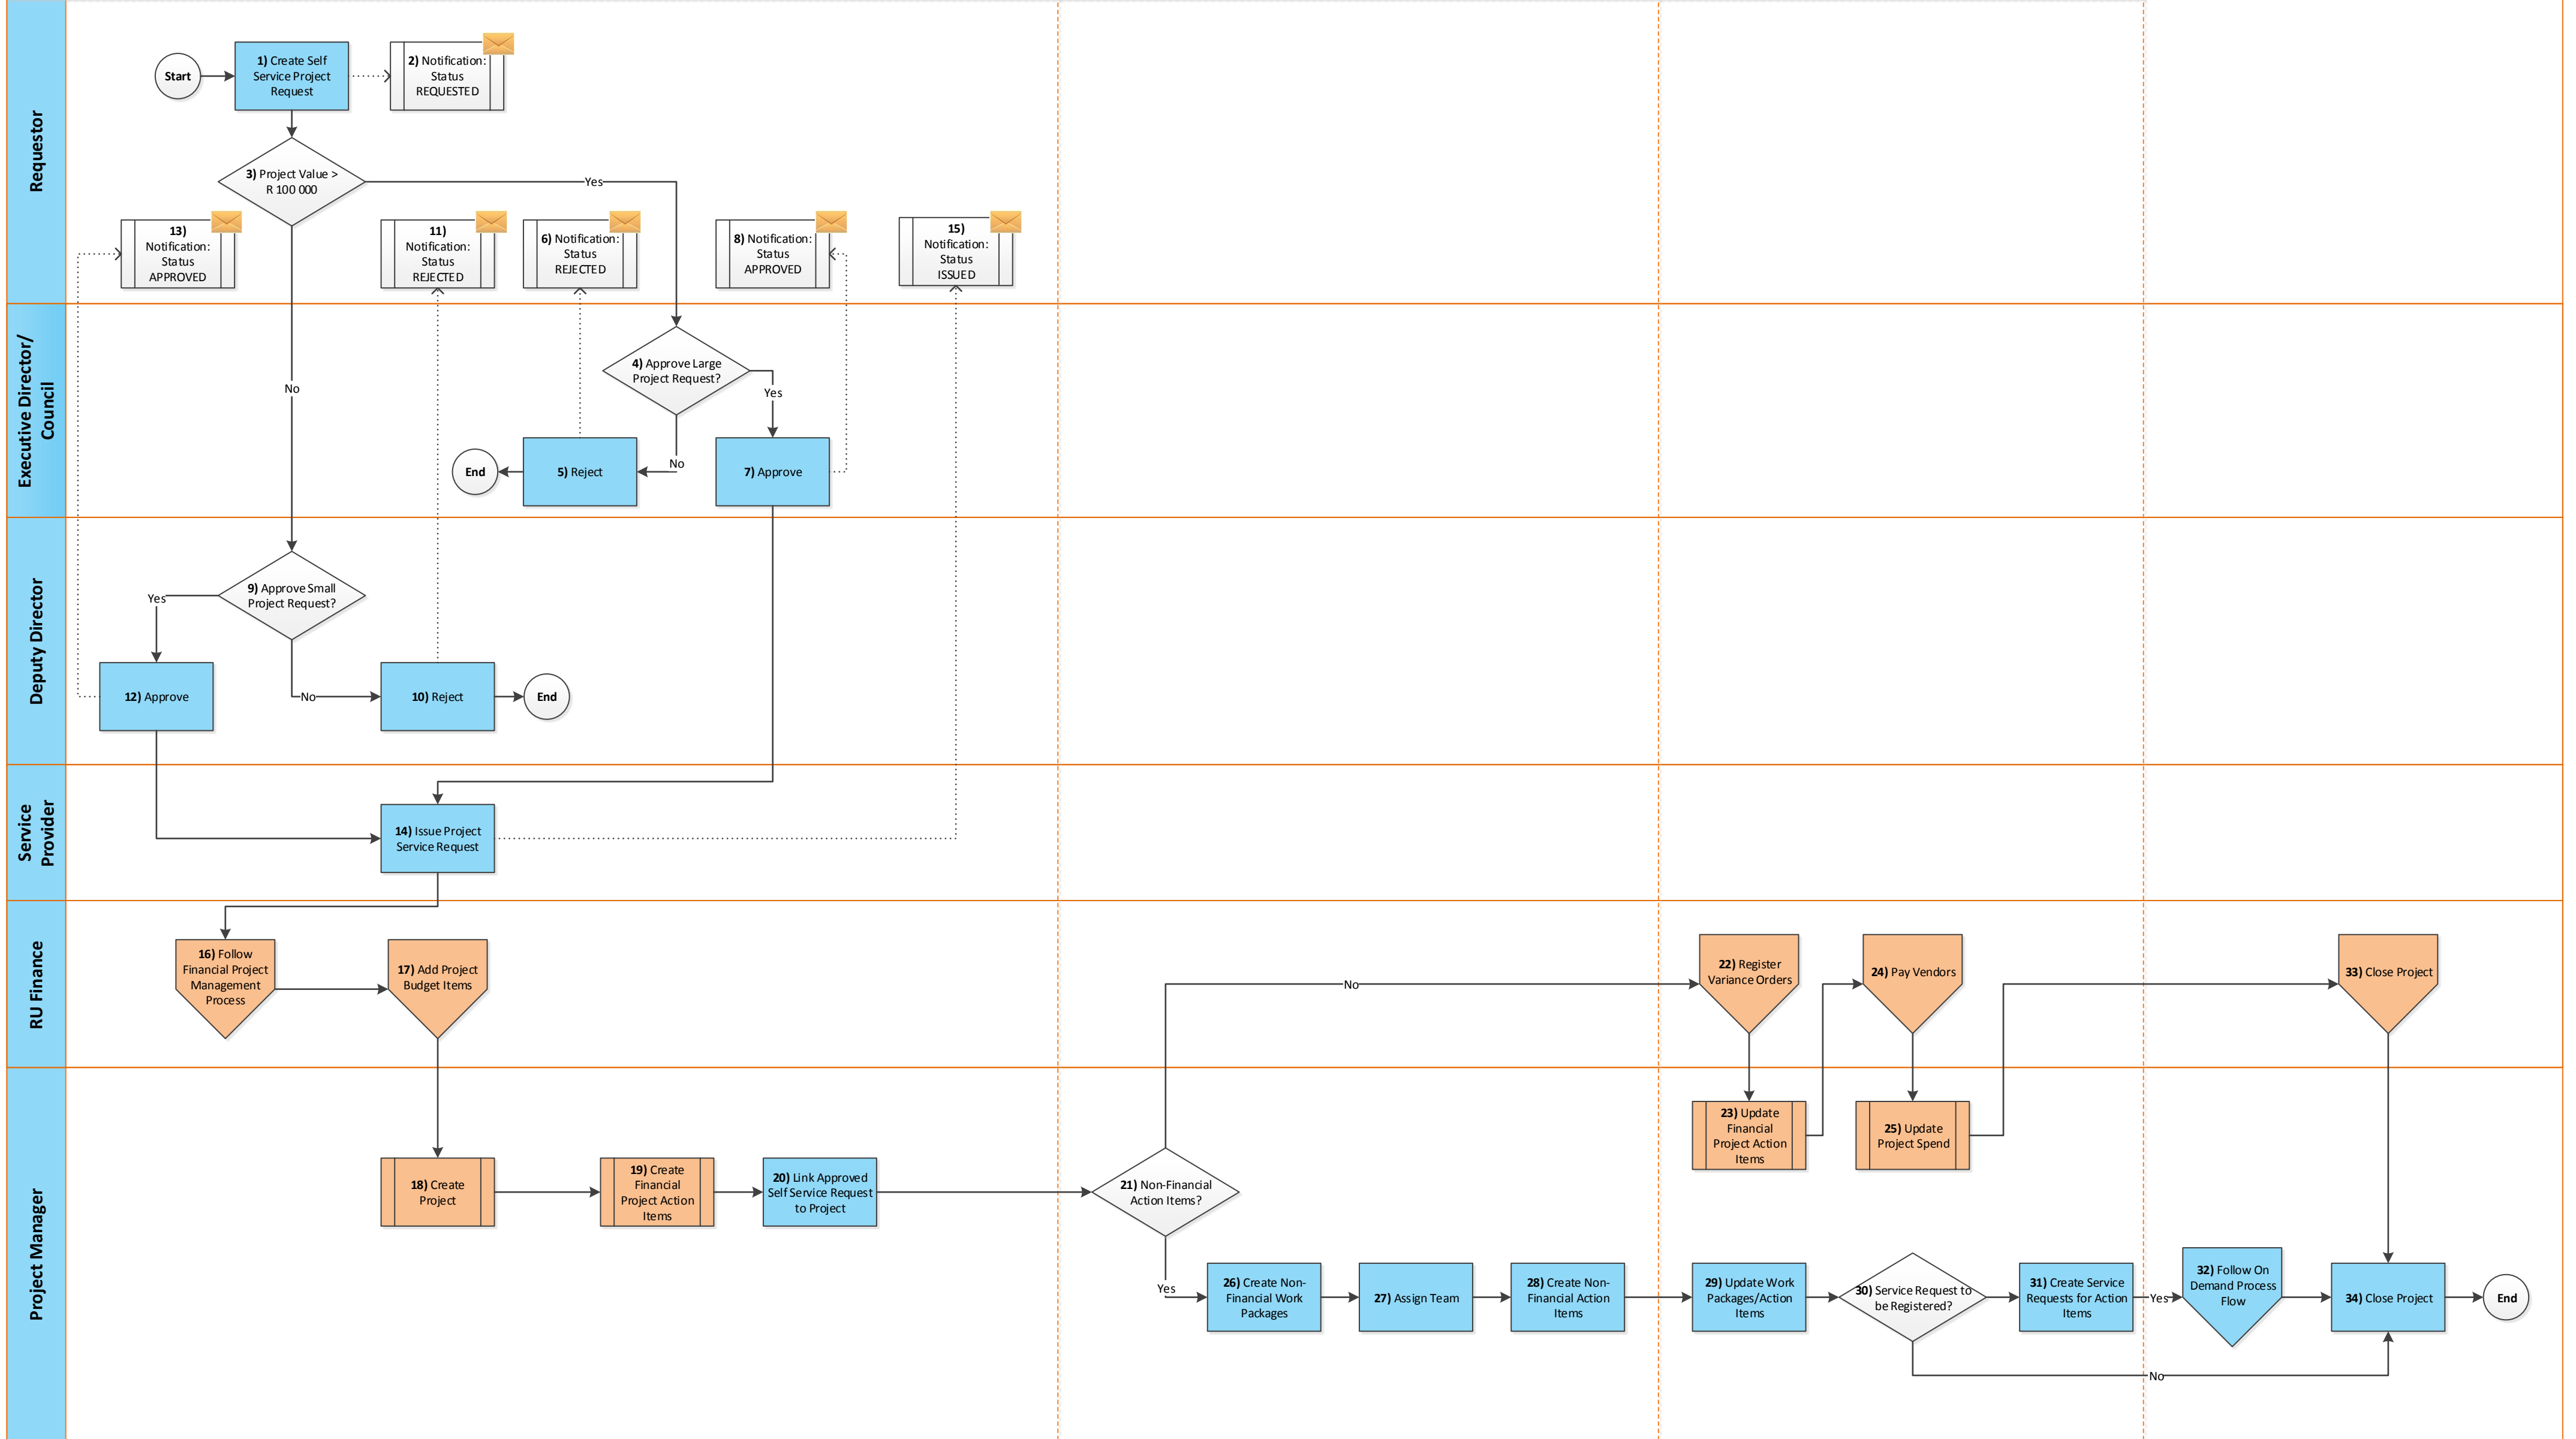 Requestor
Start
1) Create Self
Service Project
Request
2) Notification:
Status
REQUESTED
3) Project Value >
R 100 000
Yes
13)
Notification:
Status
APPROVED
11)
Notification:
Status
REJECTED
6) Notification:
Status
REJECTED
8) Notification:
Status
APPROVED
15)
Notification:
Status
ISSUED
Executive Director/
Council
No
4) Approve Large
Project Request?
Yes
No
End
5) Reject
7) Approve
Deputy Director
9) Approve Small
Project Request?
Yes
12) Approve
No
10) Reject
End
Service
Provider
14) Issue Project
Service Request
RU Finance
16) Follow
Financial Project
Management
Process
17) Add Project
Budget Items
No
22) Register
Variance Orders
24) Pay Vendors
33) Close Project
Project Manager
18) Create
Project
19) Create
Financial
Project Action
Items
20) Link Approved
Self Service Request
to Project
21) Non-Financial
Action Items?
23) Update
Financial
Project Action
Items
25) Update
Project Spend
Yes
26) Create Non-
Financial Work
Packages
27) Assign Team
28) Create Non-
Financial Action
Items
29) Update Work
Packages/Action
Items
30) Service Request to
be Registered?
31) Create Service
Requests for Action
Items
Yes
32) Follow On
Demand Process
Flow
34) Close Project
End
No